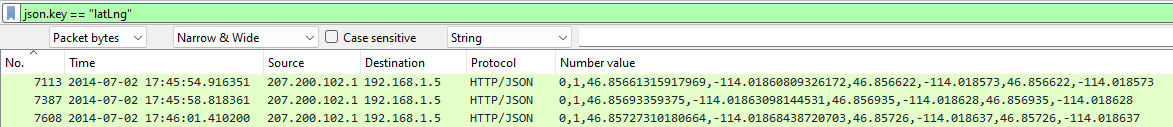 json.key == "latLng"
Packet bytes Narrow & Wide Case sensitive String
No. Time Source Destination Protocol Number value
7113 2014-07-02 17:45:54.916351 207.200.102.1 192.168.1.5 HTTP/JSON 0,1,46.85661315917969,-114.01860809326172,46.856622,-114.018573,46.856622,-114.018573
7387 2014-07-02 17:45:58.818361 207.200.102.1 192.168.1.5 HTTP/JSON 0,1,46.85693359375,-114.01863098144531,46.856935,-114.018628,46.856935,-114.018628
7608 2014-07-02 17:46:01.410200 207.200.102.1 192.168.1.5 HTTP/JSON 0,1,46.85727310180664,-114.01868438720703,46.85726,-114.018637,46.85726,-114.018637